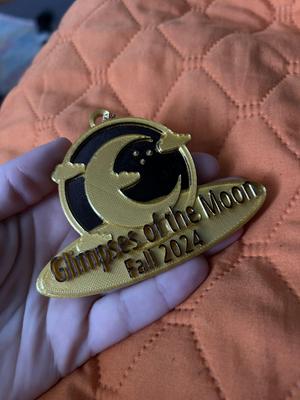 Glimpses of the Moon
Fall 2024